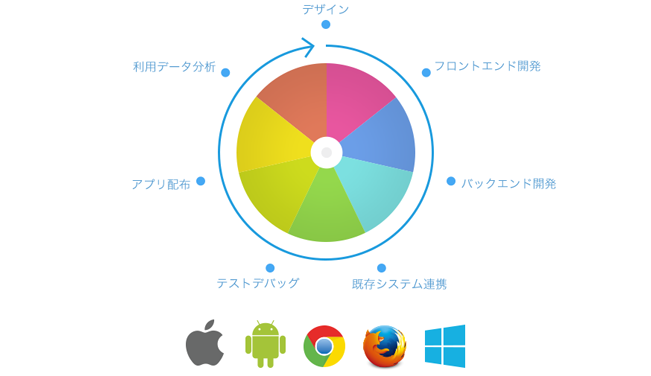 デザイン
フロントエンド開発
バックエンド開発
既存システム連携
テストデバッグ
アプリ配布
利用データ分析